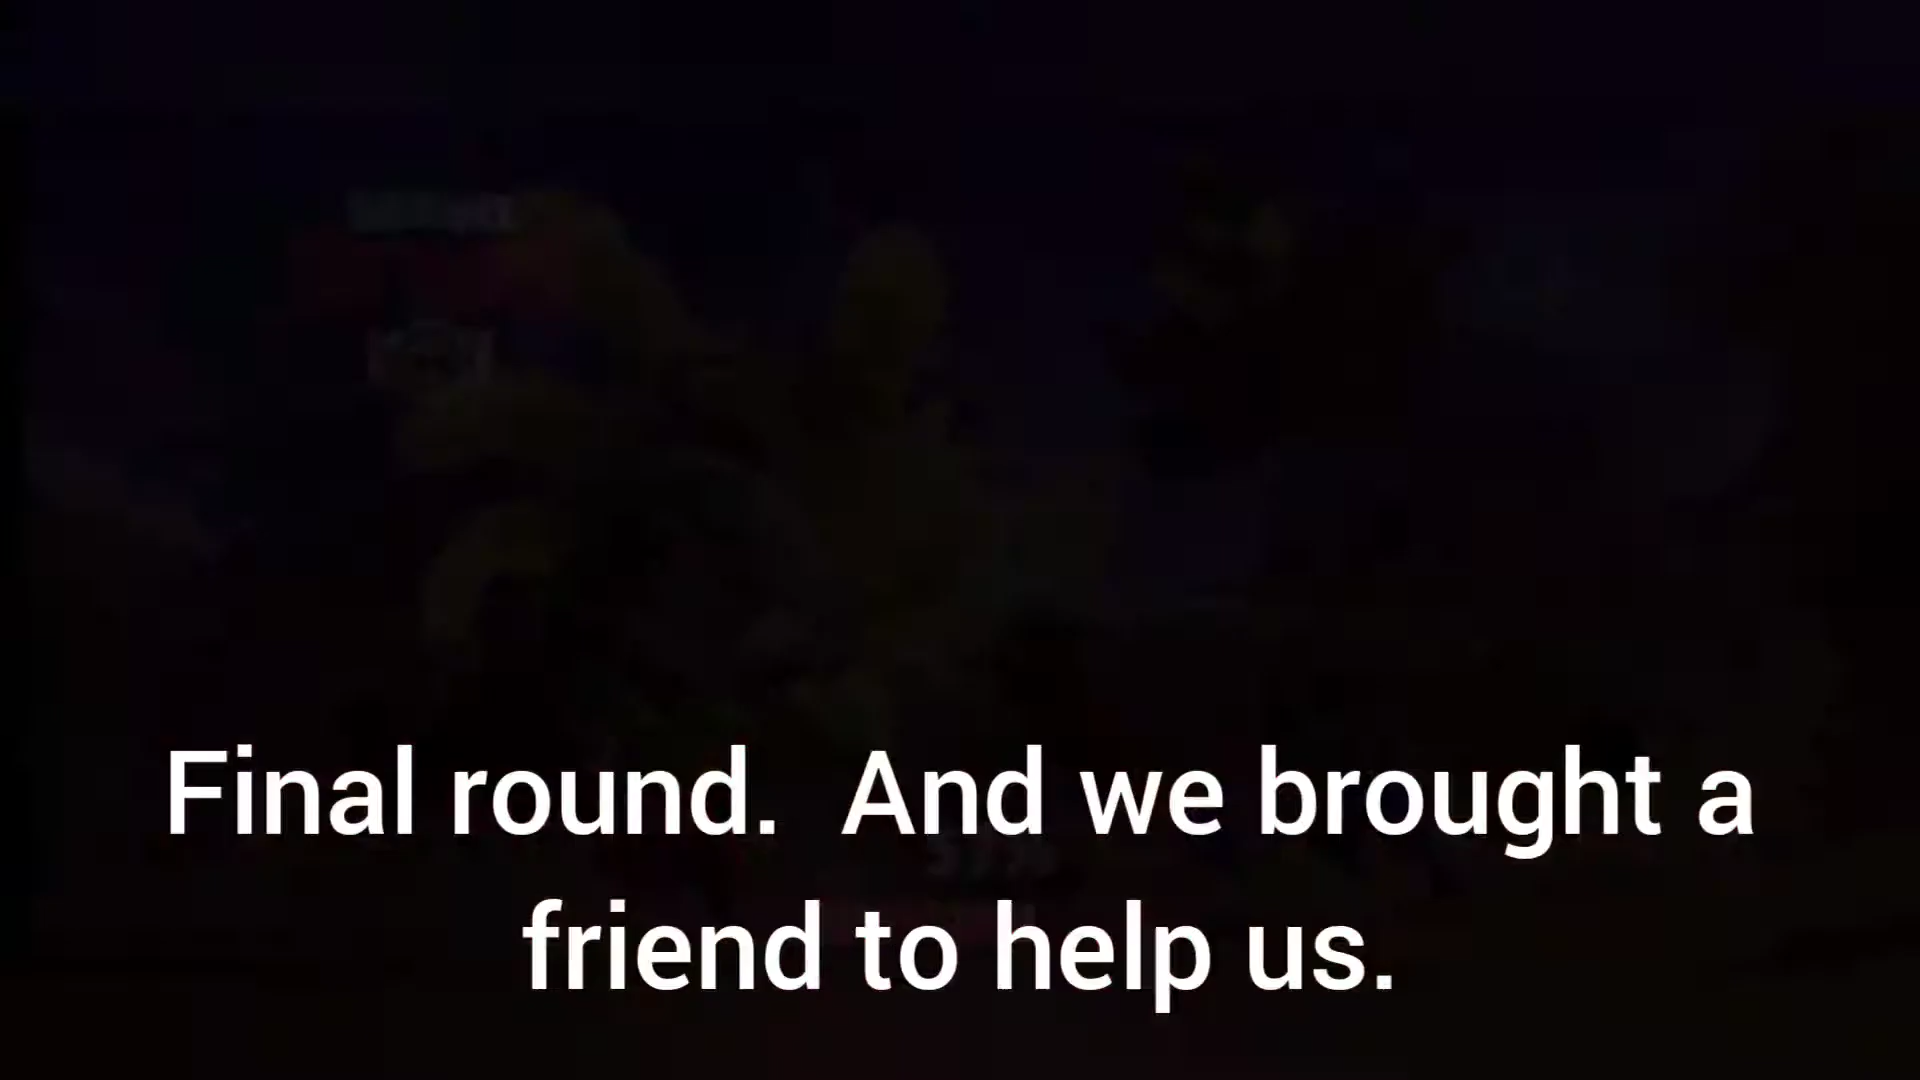 Final round.  And we brought a
friend to help us.